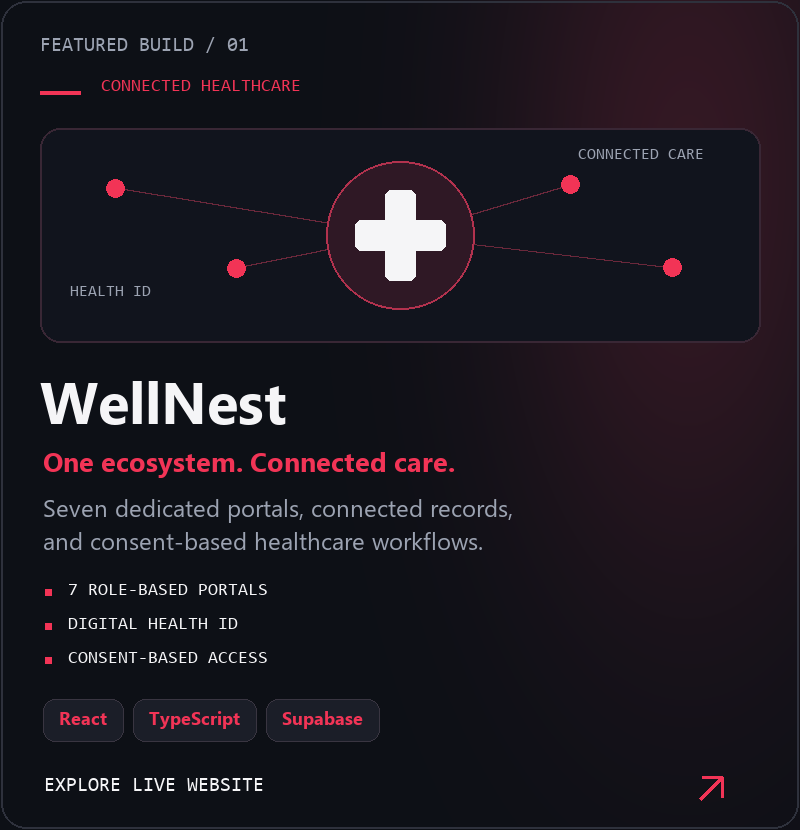 FEATURED BUILD / 01
CONNECTED HEALTHCARE
CONNECTED CARE
HEALTH ID
WellNest
One ecosystem. Connected care.
Seven dedicated portals, connected records,
and consent-based healthcare workflows.
7 ROLE-BASED PORTALS
DIGITAL HEALTH ID
CONSENT-BASED ACCESS
React TypeScript Supabase
EXPLORE LIVE WEBSITE